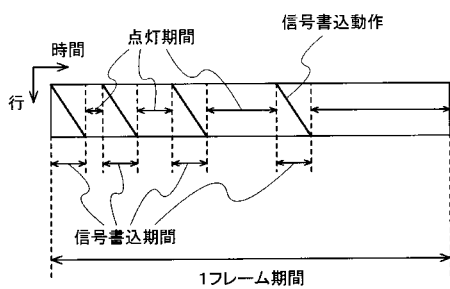 信号書込動作
点灯期間
時間
行
信号書込期間
1フレーム期間